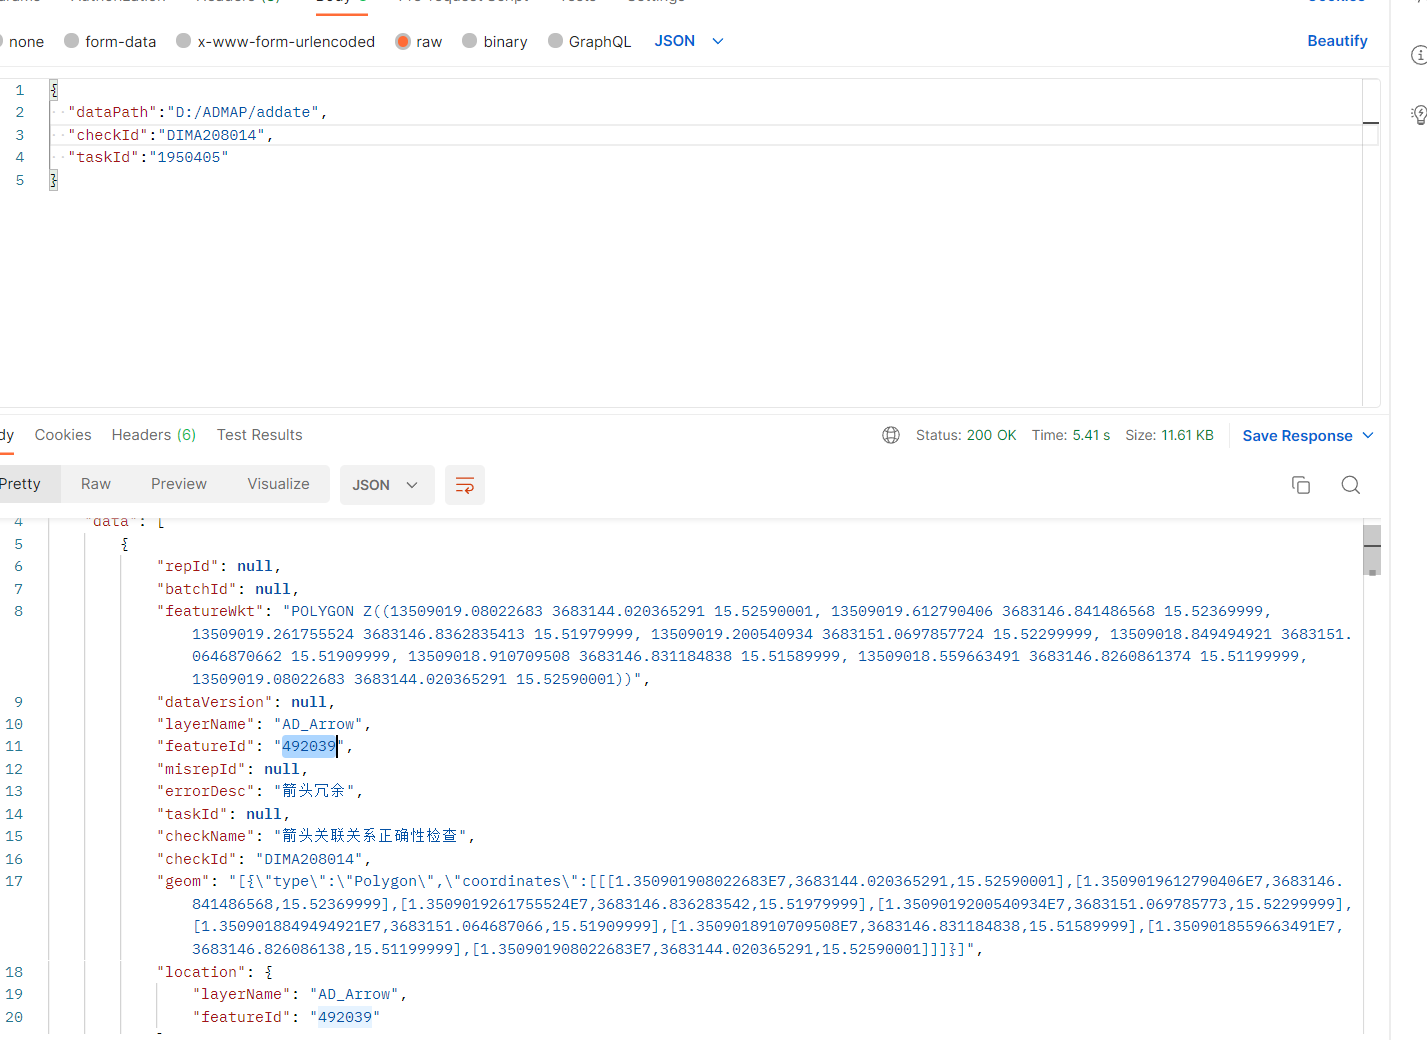 Authorization Headers Body Pre-request Script Tests Settings Cookies
none form-data x-www-form-urlencoded raw binary GraphQL JSON Beautify
1 {
2 "dataPath":"D:/ADMAP/addate",
3 "checkId":"DIMA208014",
4 "taskId":"1950405"
5 }
dy Cookies Headers (6) Test Results Status: 200 OK Time: 5.41 s Size: 11.61 KB Save Response
Pretty Raw Preview Visualize JSON
4 "data": [
5 {
6 "repId": null,
7 "batchId": null,
8 "featureWkt": "POLYGON Z((13509019.08022683 3683144.020365291 15.52590001, 13509019.612790406 3683146.841486568 15.52369999,
13509019.261755524 3683146.8362835413 15.51979999, 13509019.200540934 3683151.0697857724 15.52299999, 13509018.849494921 3683151.
0646870662 15.51909999, 13509018.910709508 3683146.831184838 15.51589999, 13509018.559663491 3683146.8260861374 15.51199999,
13509019.08022683 3683144.020365291 15.52590001))",
9 "dataVersion": null,
10 "layerName": "AD_Arrow",
11 "featureId": "492039",
12 "misrepId": null,
13 "errorDesc": "箭头冗余",
14 "taskId": null,
15 "checkName": "箭头关联关系正确性检查",
16 "checkId": "DIMA208014",
17 "geom": "[{\"type\":\"Polygon\",\"coordinates\":[[[1.350901908022683E7,3683144.020365291,15.52590001],[1.3509019612790406E7,3683146.
841486568,15.52369999],[1.3509019261755524E7,3683146.836283542,15.51979999],[1.3509019200540934E7,3683151.069785773,15.52299999],
[1.3509018849494921E7,3683151.064687066,15.51909999],[1.3509018910709508E7,3683146.831184838,15.51589999],[1.3509018559663491E7,
3683146.826086138,15.51199999],[1.350901908022683E7,3683144.020365291,15.52590001]]]}]",
18 "location": {
19 "layerName": "AD_Arrow",
20 "featureId": "492039"